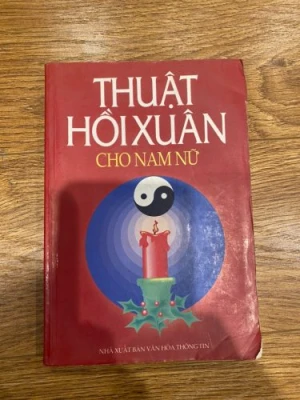 THUẬT
HỒI XUÂN
CHO NAM NỮ
NHÀ XUẤT BẢN VĂN HÓA THÔNG TIN